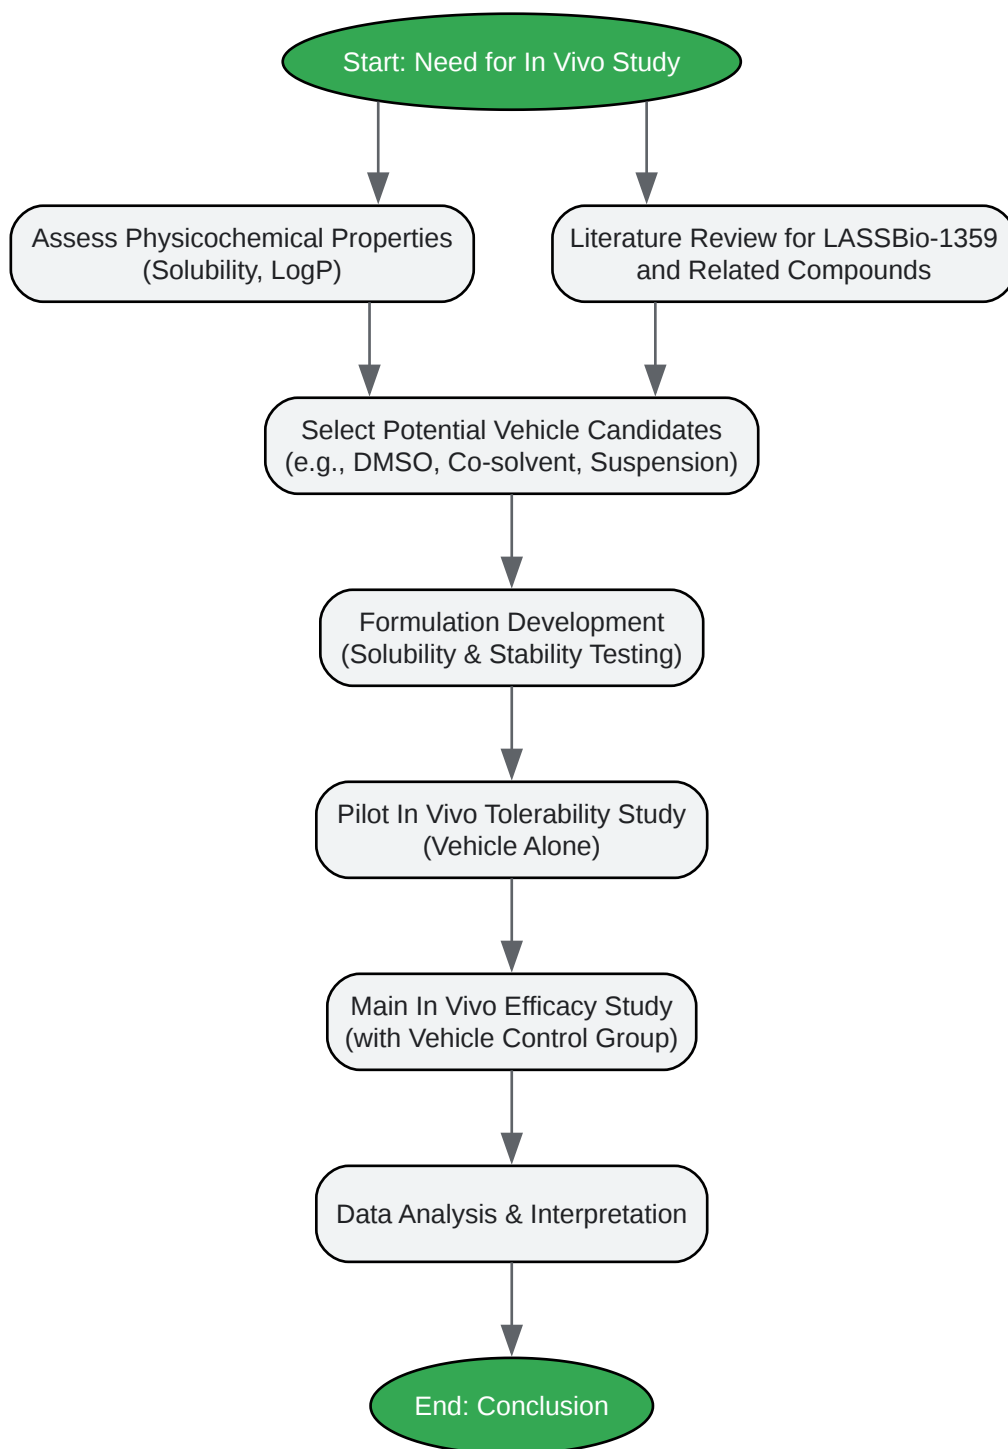 Start: Need for In Vivo Study
Assess Physicochemical Properties
(Solubility, LogP)
Literature Review for LASSBio-1359
and Related Compounds
Select Potential Vehicle Candidates
(e.g., DMSO, Co-solvent, Suspension)
Formulation Development
(Solubility & Stability Testing)
Pilot In Vivo Tolerability Study
(Vehicle Alone)
Main In Vivo Efficacy Study
(with Vehicle Control Group)
Data Analysis & Interpretation
End: Conclusion